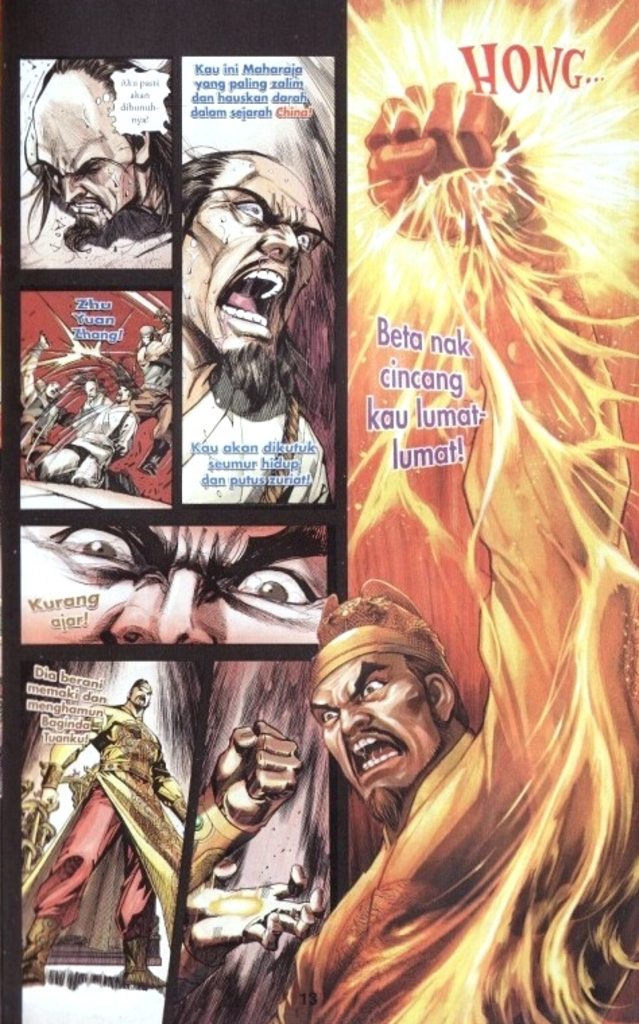 Aku pasti
akan
dibunuh-
nya!
Kau ini Maharaja
yang paling zalim
dan hauskan darah
dalam sejarah China!
Zhu
Yuan
Zhang!
Kau akan dikutuk
seumur hidup
dan putus zuriat!
Kurang
ajar!
Dia berani
memaki dan
menghamun
Baginda
Tuanku!
HONG...
Beta nak
cincang
kau lumat-
lumat!
13